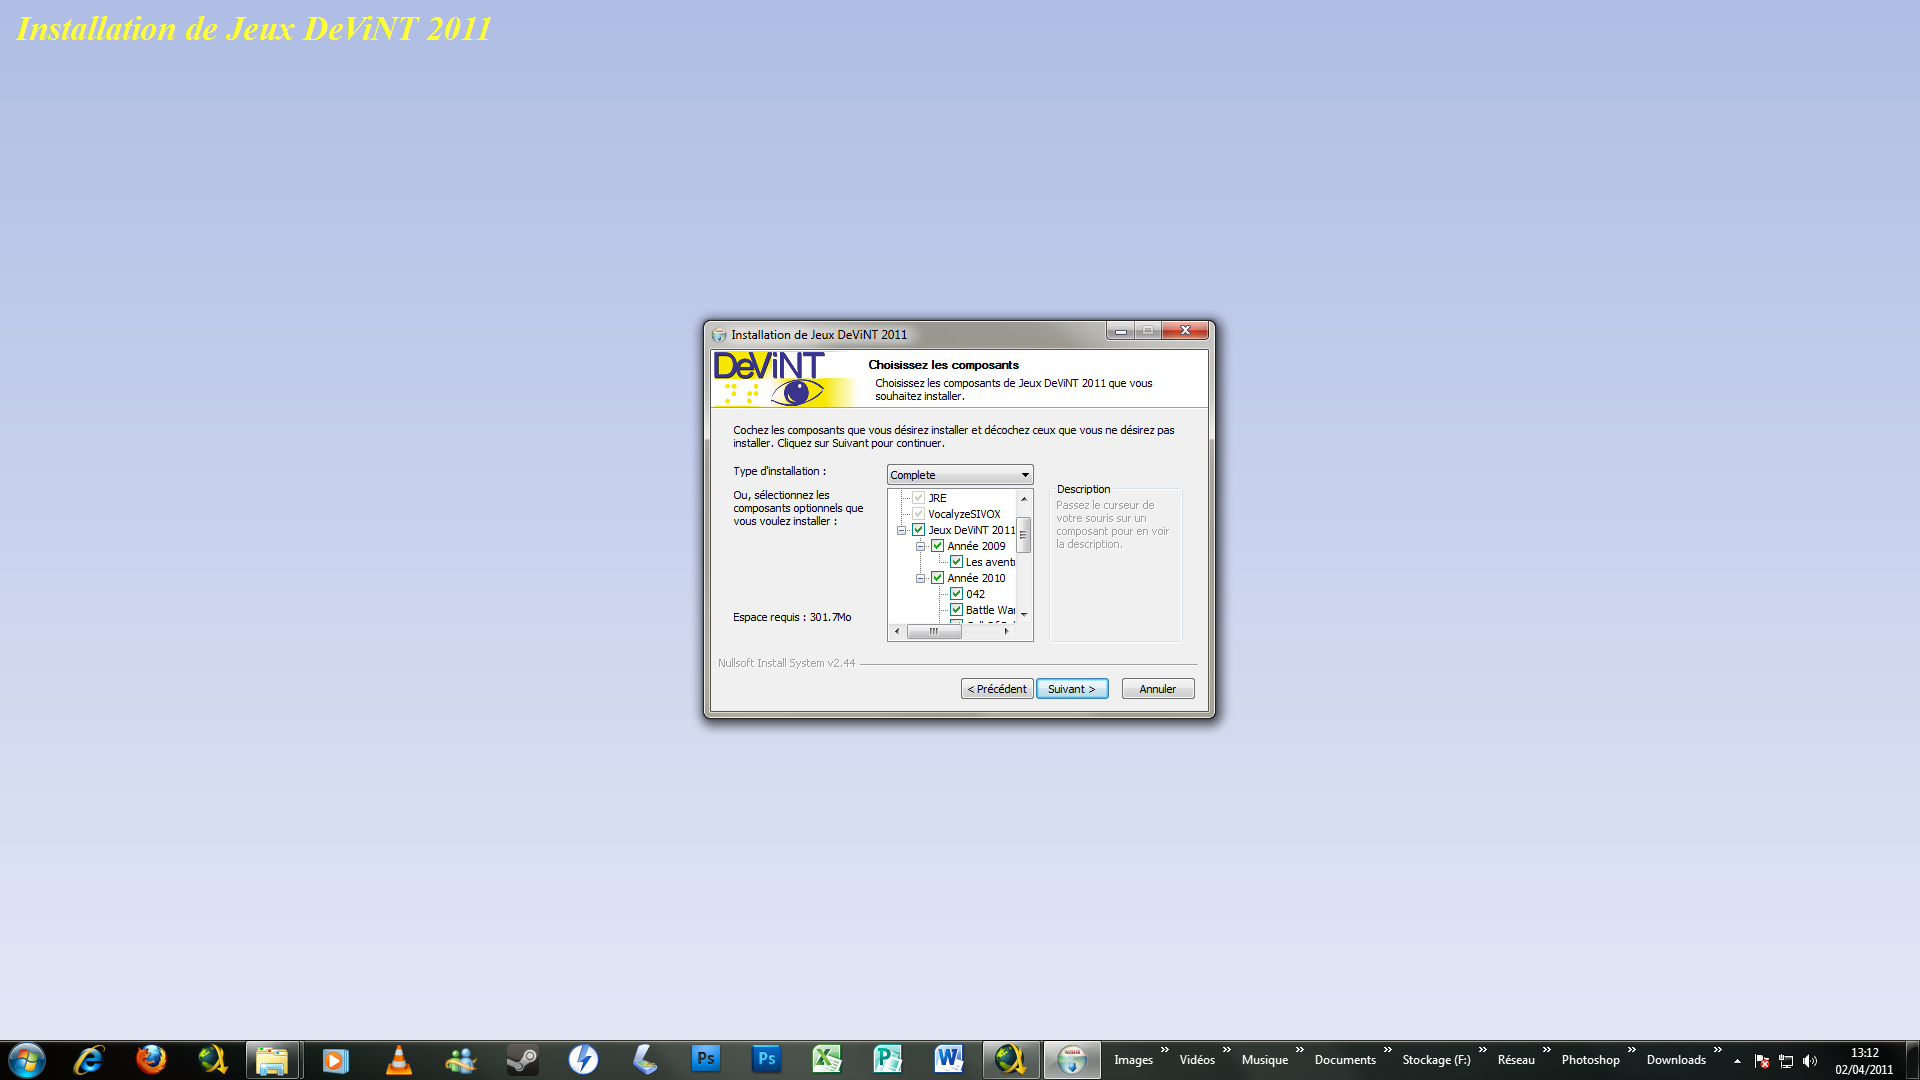 Installation de Jeux DeViNT 2011
Installation de Jeux DeViNT 2011
DeViNT
Choisissez les composants
Choisissez les composants de Jeux DeViNT 2011 que vous
souhaitez installer.
Cochez les composants que vous désirez installer et décochez ceux que vous ne désirez pas
installer. Cliquez sur Suivant pour continuer.
Type d'installation :
Complete
Ou, sélectionnez les
composants optionnels que
vous voulez installer :
JRE
VocalyzeSIVOX
Jeux DeViNT 2011
Année 2009
Les avent
Année 2010
042
Battle Wa
Description
Passez le curseur de
votre souris sur un
composant pour en voir
la description.
Espace requis : 301.7Mo
Nullsoft Install System v2.44
< Précédent
Suivant >
Annuler
Ps
Ps
Images
Vidéos
Musique
Documents
Stockage (F:)
Réseau
Photoshop
Downloads
13:12
02/04/2011